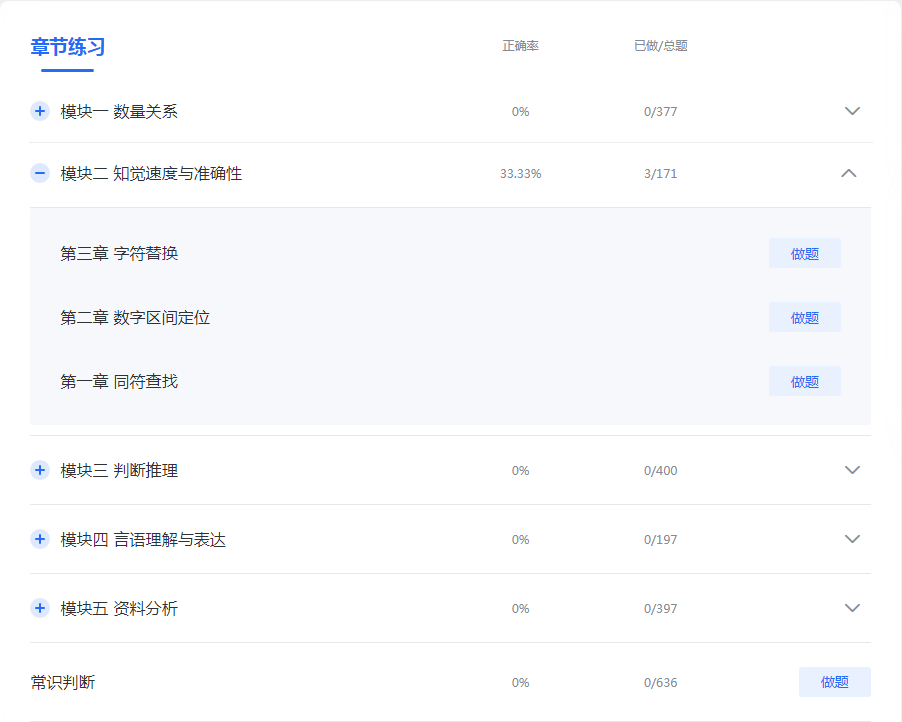 章节练习 正确率 已做/总题
模块一 数量关系 0% 0/377
模块二 知觉速度与准确性 33.33% 3/171
第三章 字符替换 做题
第二章 数字区间定位 做题
第一章 同符查找 做题
模块三 判断推理 0% 0/400
模块四 言语理解与表达 0% 0/197
模块五 资料分析 0% 0/397
常识判断 0% 0/636 做题